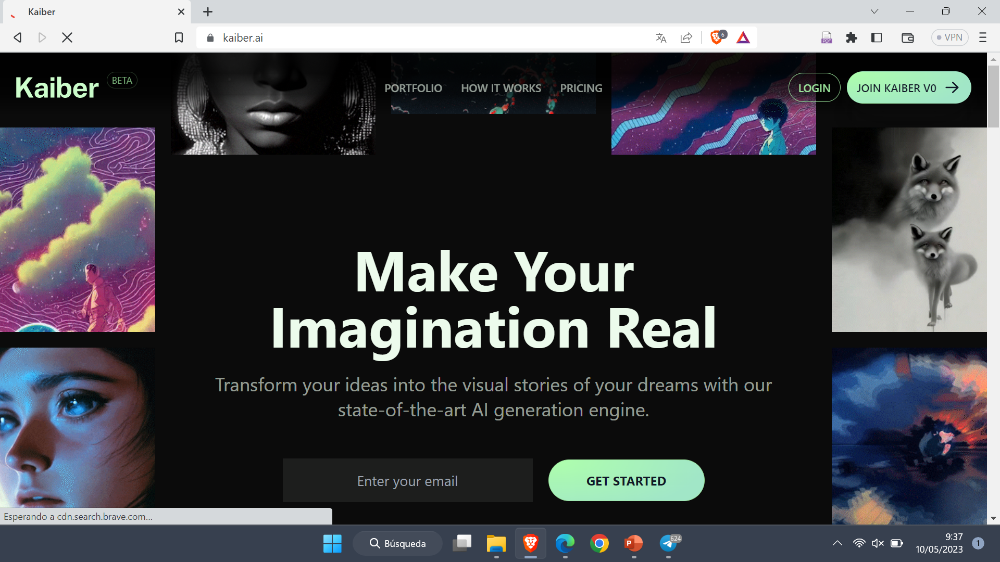 Kaiber
kaiber.ai
6
PDF
VPN
Kaiber
BETA
PORTFOLIO
HOW IT WORKS
PRICING
LOGIN
JOIN KAIBER V0
Make Your
Imagination Real
Transform your ideas into the visual stories of your dreams with our
state-of-the-art AI generation engine.
Enter your email
GET STARTED
Esperando a cdn.search.brave.com...
Búsqueda
P
624
9:37
10/05/2023
1